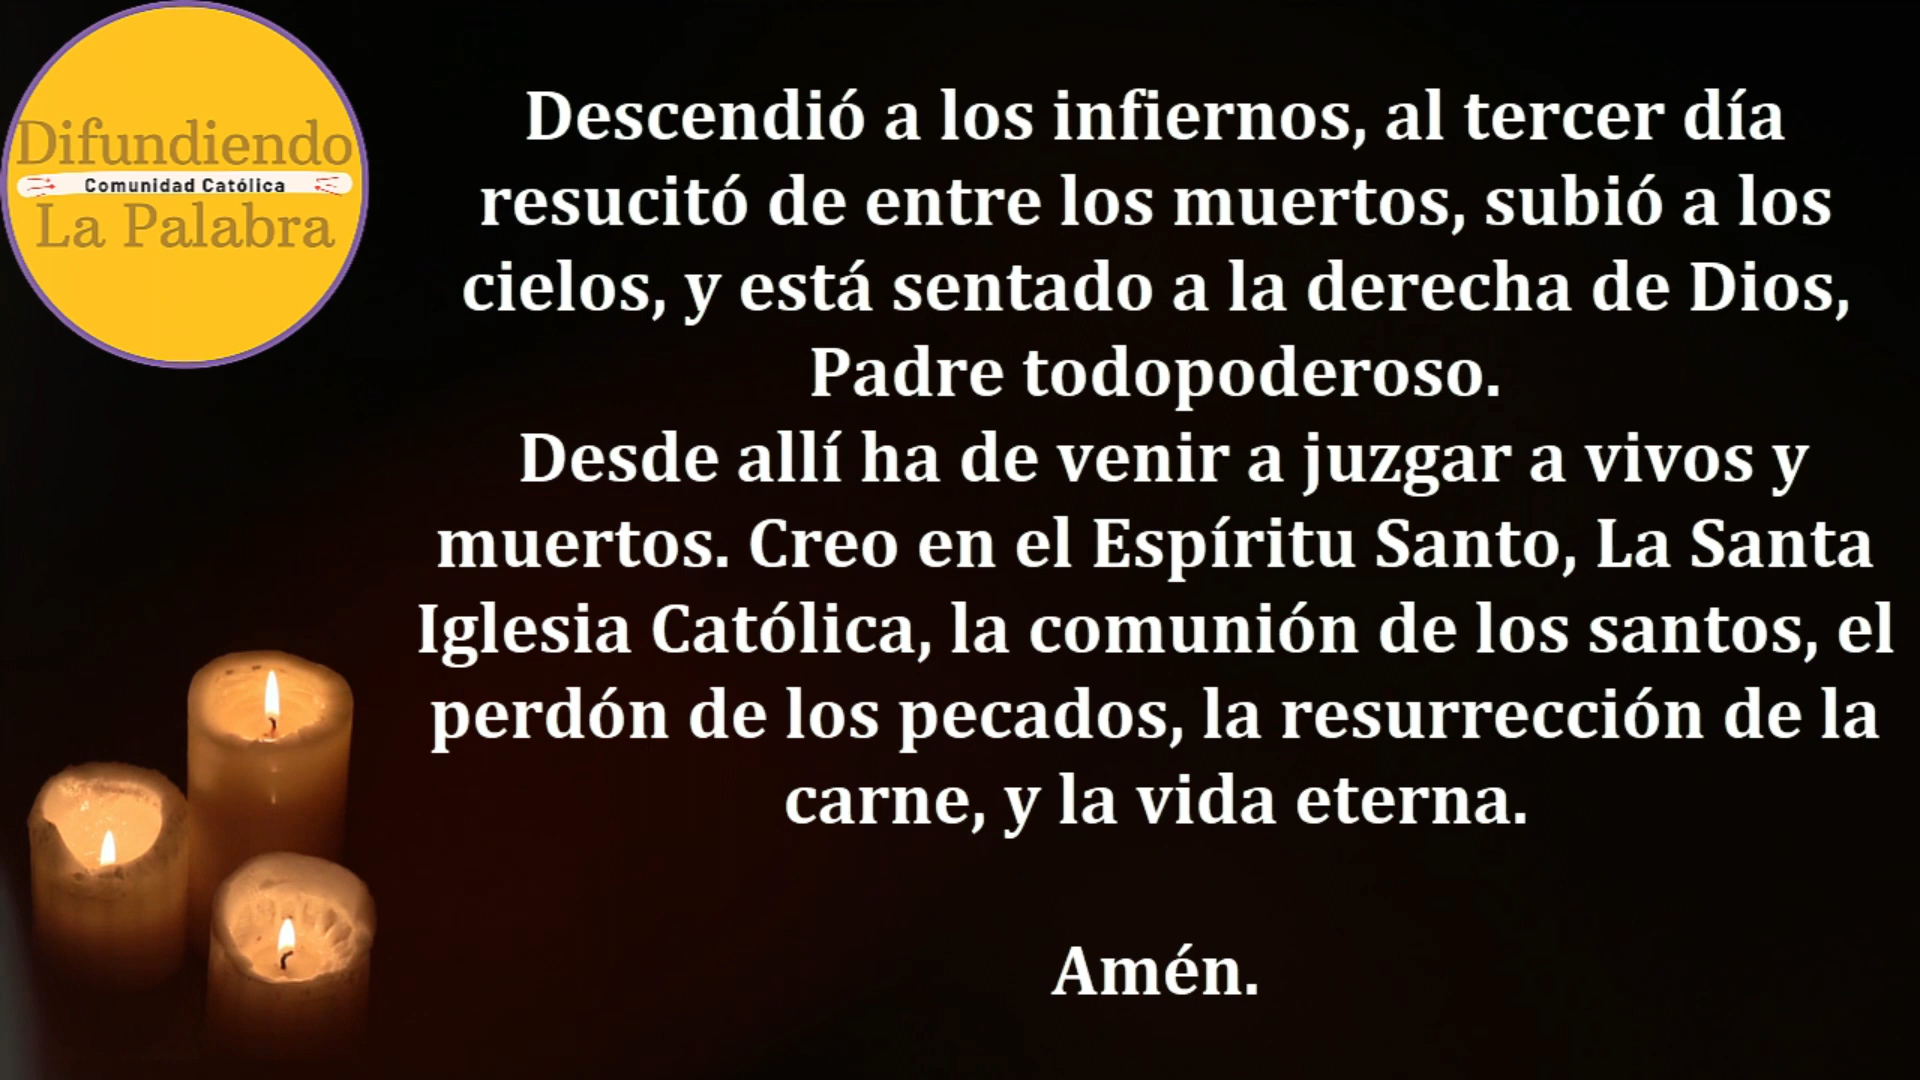 Difundiendo
Comunidad Católica
La Palabra
Descendió a los infiernos, al tercer día
resucitó de entre los muertos, subió a los
cielos, y está sentado a la derecha de Dios,
Padre todopoderoso.
Desde allí ha de venir a juzgar a vivos y
muertos. Creo en el Espíritu Santo, La Santa
Iglesia Católica, la comunión de los santos, el
perdón de los pecados, la resurrección de la
carne, y la vida eterna.
Amén.